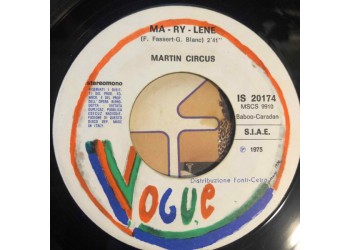 MA - RY - LENE
(F. Fassert-G. Blanc) 2'41"
MARTIN CIRCUS
stereomono
IS 20174
MSCS 9910
Baboo-Caradan
S.I.A.E.
℗ 1975
Distribuzione Fonit-Cetra
VOGUE